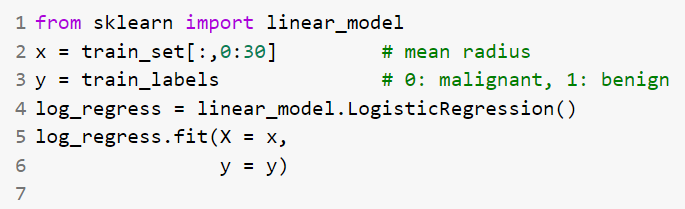 1 from sklearn import linear_model
2 x = train_set[:,0:30]         # mean radius
3 y = train_labels              # 0: malignant, 1: benign
4 log_regress = linear_model.LogisticRegression()
5 log_regress.fit(X = x,
6                 y = y)
7